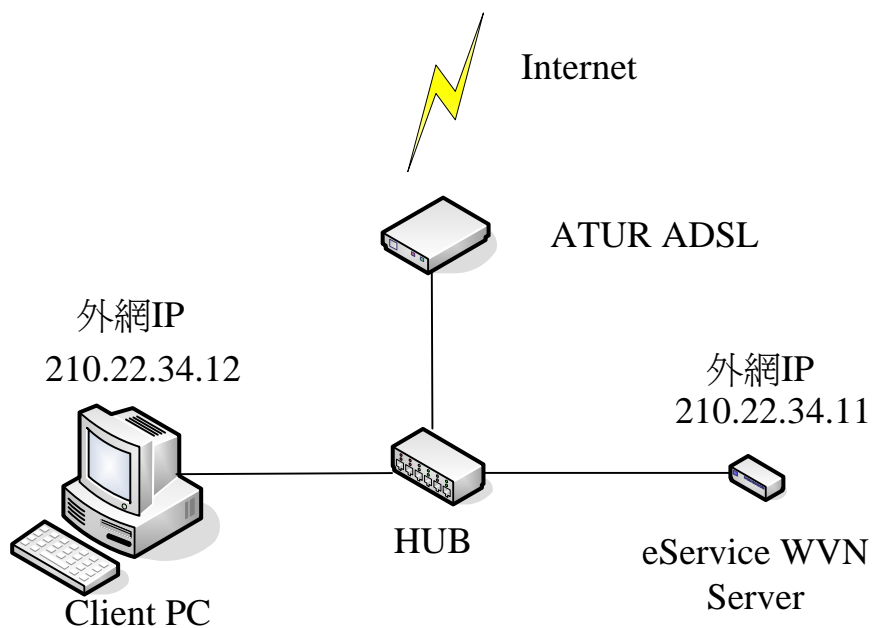 Internet
ATUR ADSL
外網IP
210.22.34.12
外網IP
210.22.34.11
HUB
eService WVN
Server
Client PC